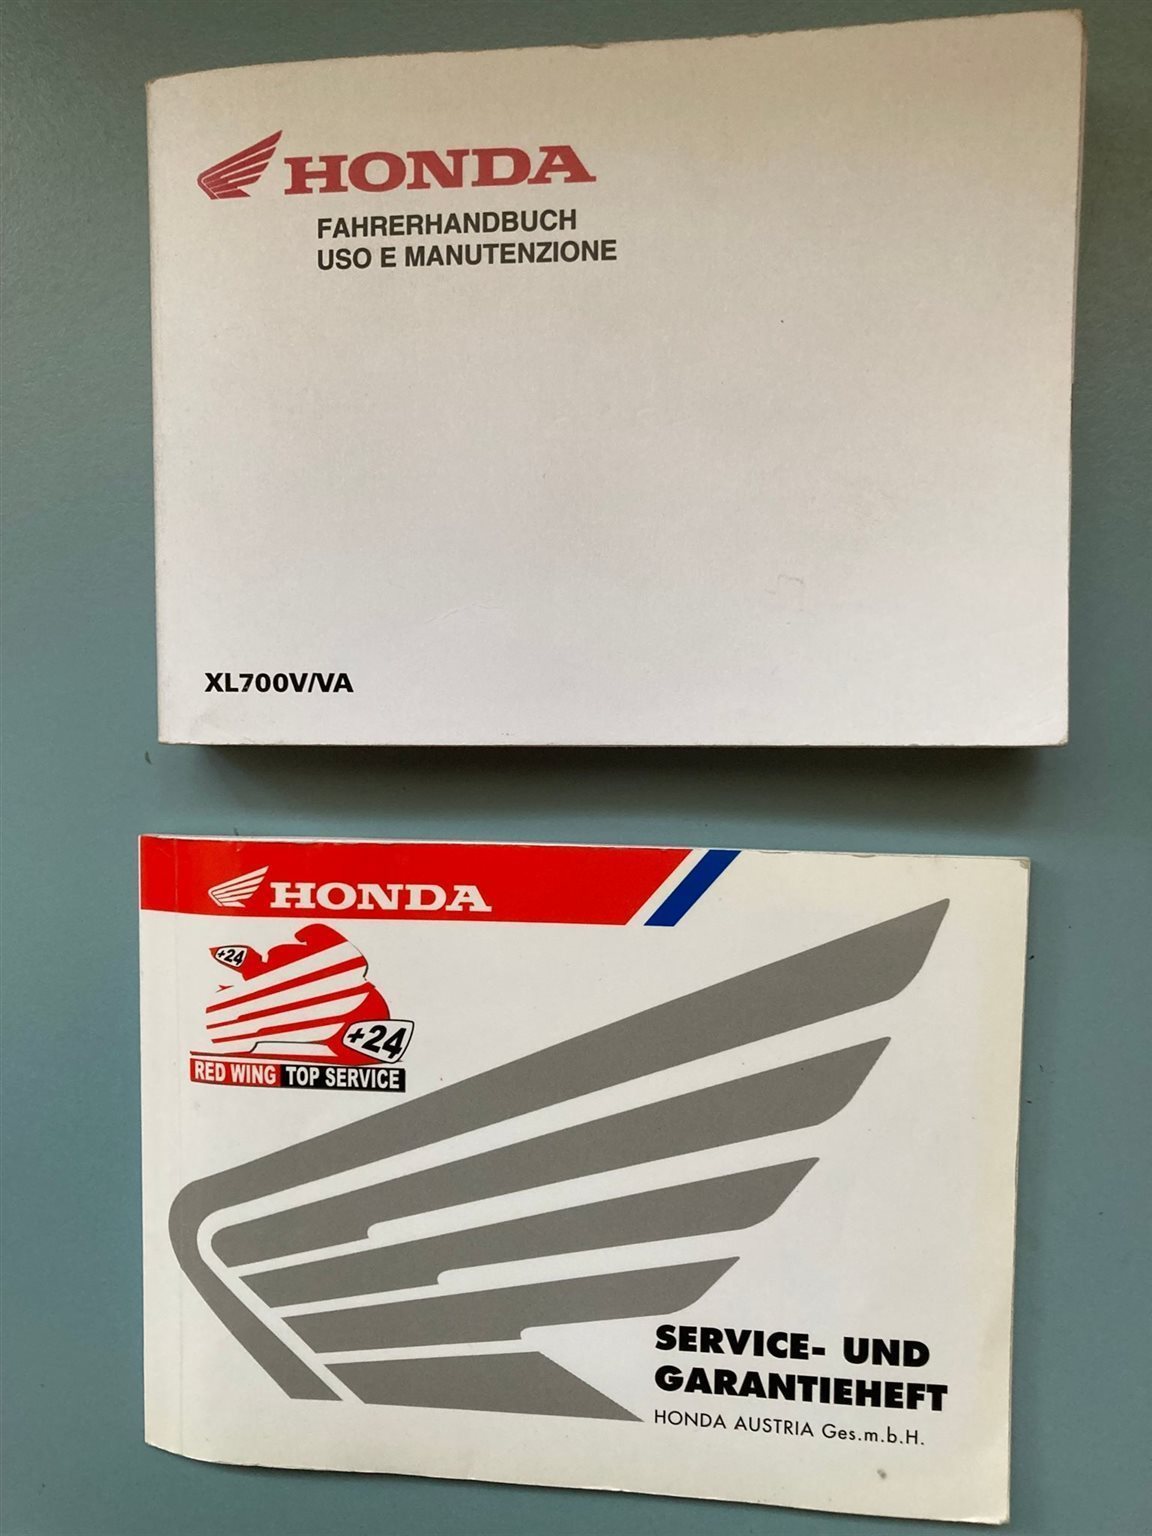 HONDA
FAHRERHANDBUCH
USO E MANUTENZIONE
XL700V/VA
HONDA
+24
+24
RED WING TOP SERVICE
SERVICE- UND
GARANTIEHEFT
HONDA AUSTRIA Ges.m.b.H.